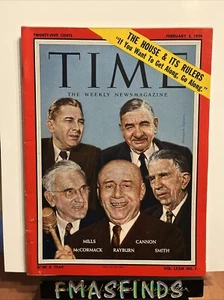 TWENTY-FIVE CENTS
FEBRUARY 2, 1959
THE HOUSE & ITS RULERS
"If You Want To Get Along, Go Along."
TIME
THE WEEKLY NEWSMAGAZINE
MILLS
CANNON
McCORMACK
RAYBURN
SMITH
A YEAR
VOL. LXXIII NO. 5
FMASFINDS